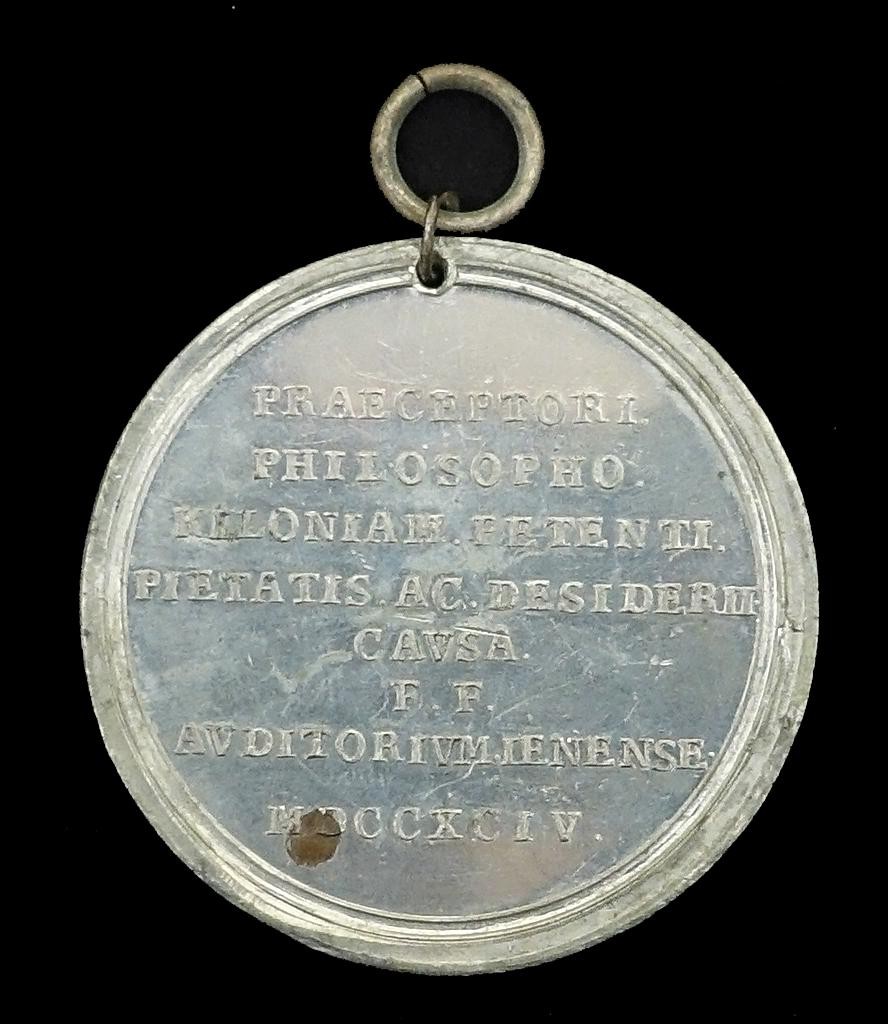 PRAECEPTORI.
PHILOSOPHO.
KILONIAM. PETENTI.
PIETATIS. AC. DESIDERII
CAVSA.
F. F.
AVDITORIVM. IENENSE.
MDCCXCIV.